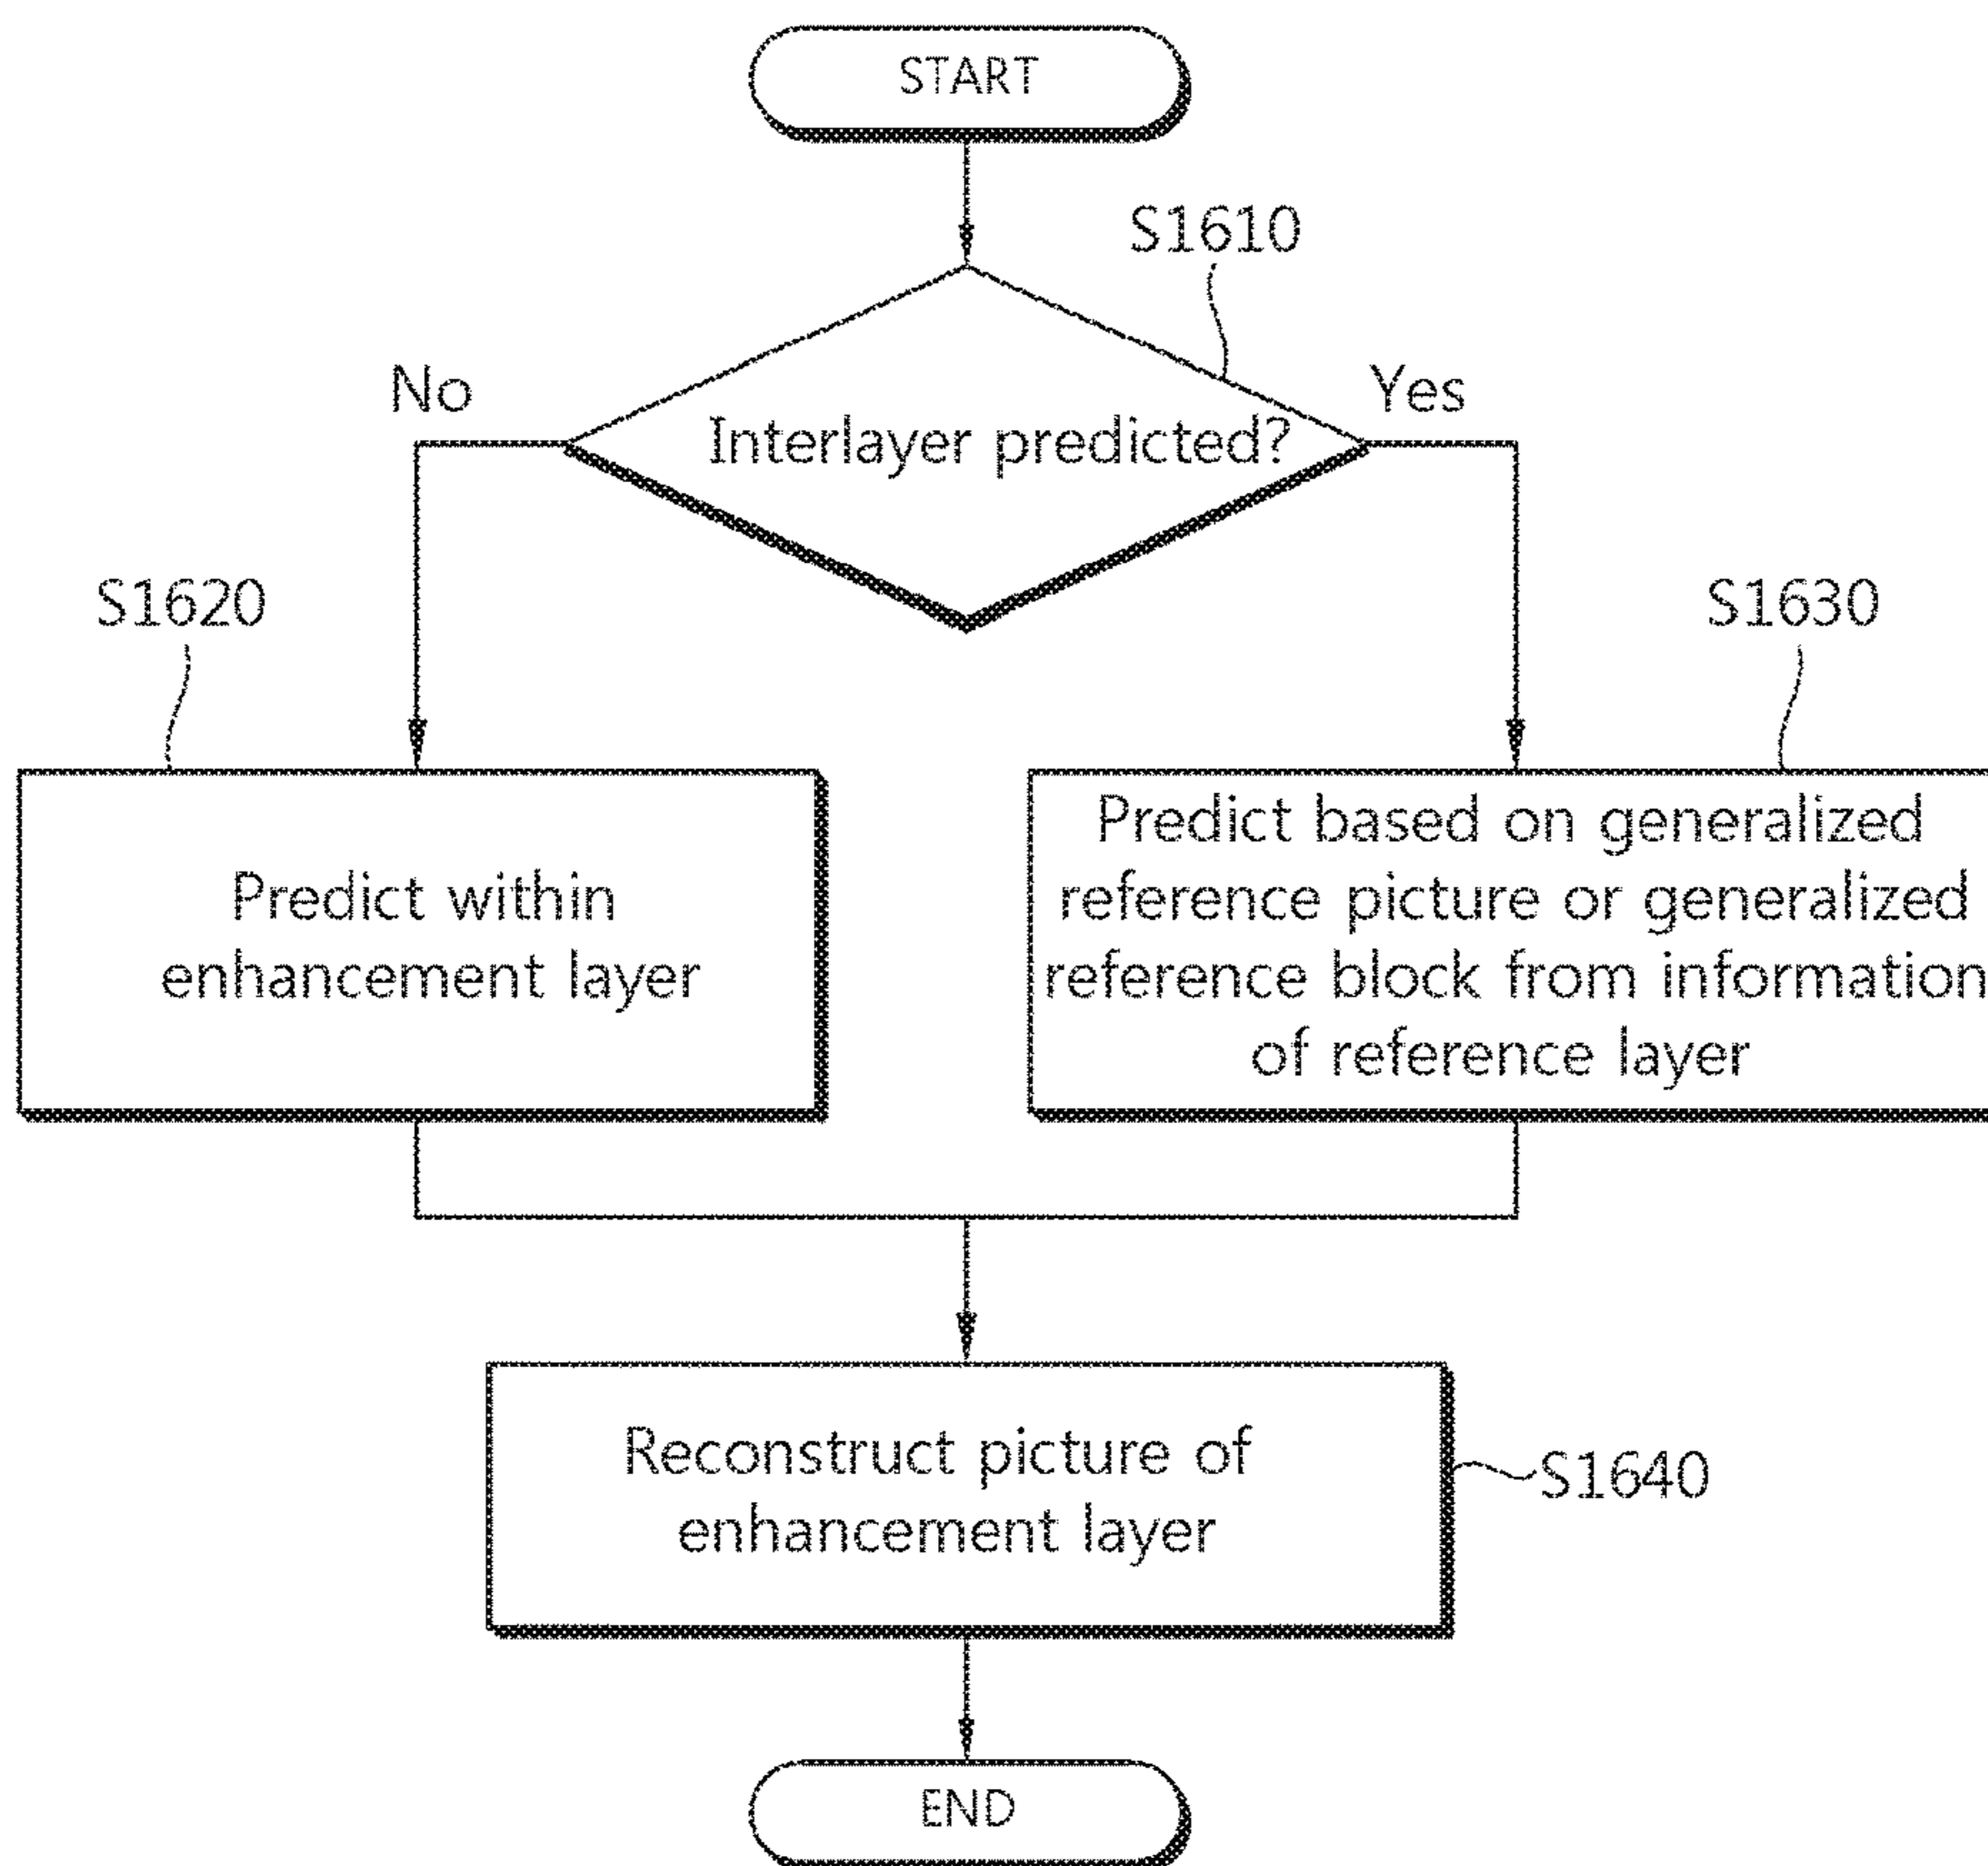 START
S1610
No
Yes
Interlayer predicted?
S1620
S1630
Predict within
enhancement layer
Predict based on generalized
reference picture or generalized
reference block from information
of reference layer
Reconstruct picture of
enhancement layer
S1640
END